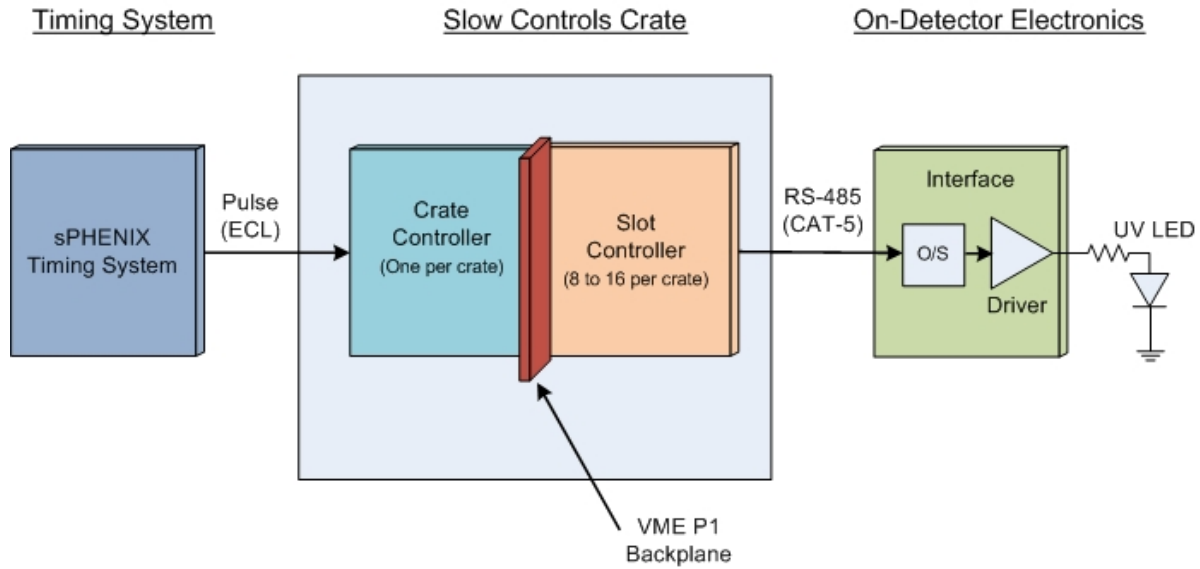 Timing System
Slow Controls Crate
On-Detector Electronics
sPHENIX
Timing System
Pulse
(ECL)
Crate
Controller
(One per crate)
Slot
Controller
(8 to 16 per crate)
RS-485
(CAT-5)
Interface
O/S
Driver
UV LED
VME P1
Backplane